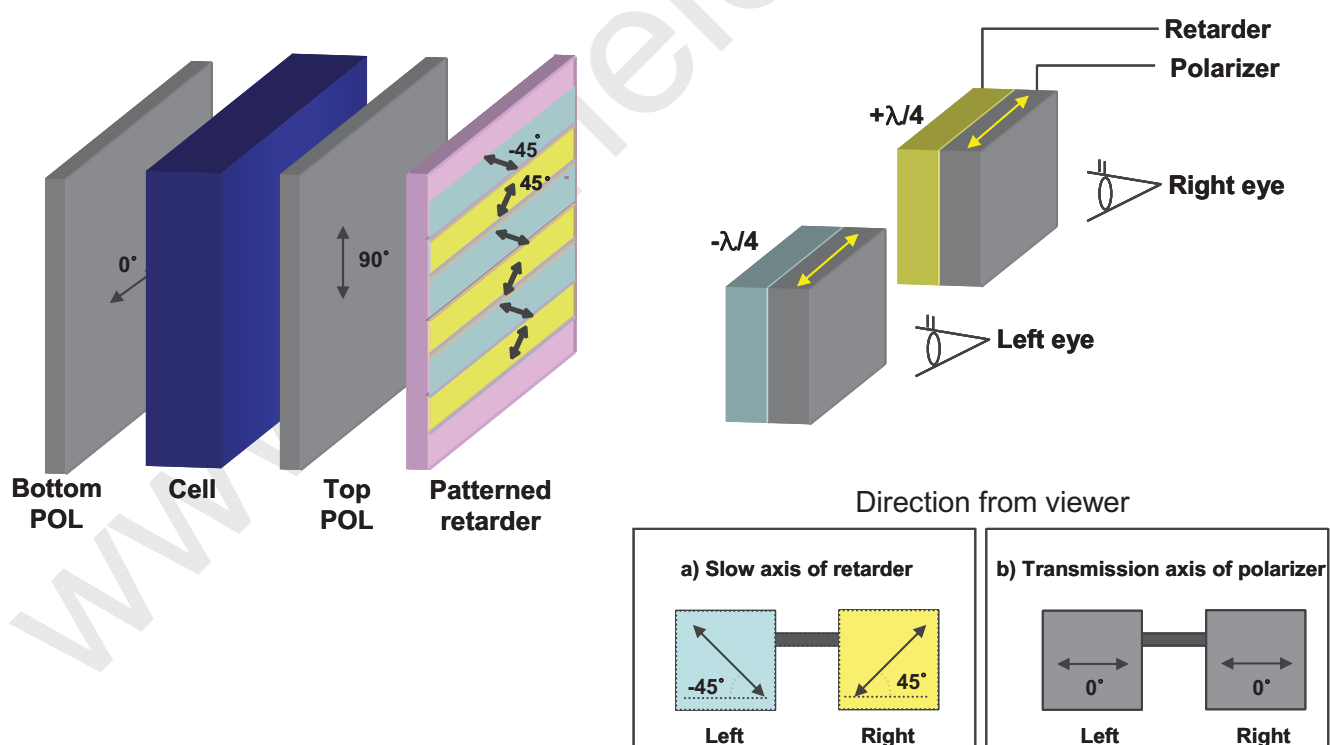 Retarder
Polarizer
+λ/4
-45°
45°
Right eye
-λ/4
0°
90°
Left eye
Bottom
POL
Cell
Top
POL
Patterned
retarder
Direction from viewer
a) Slow axis of retarder
b) Transmission axis of polarizer
-45°
45°
0°
0°
Left
Right
Left
Right